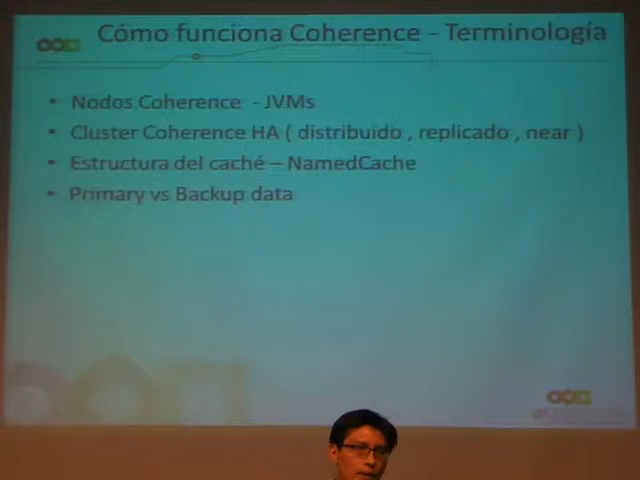 Cómo funciona Coherence - Terminología
• Nodos Coherence - JVMs
• Cluster Coherence HA ( distribuido , replicado , near )
• Estructura del caché – NamedCache
• Primary vs Backup data